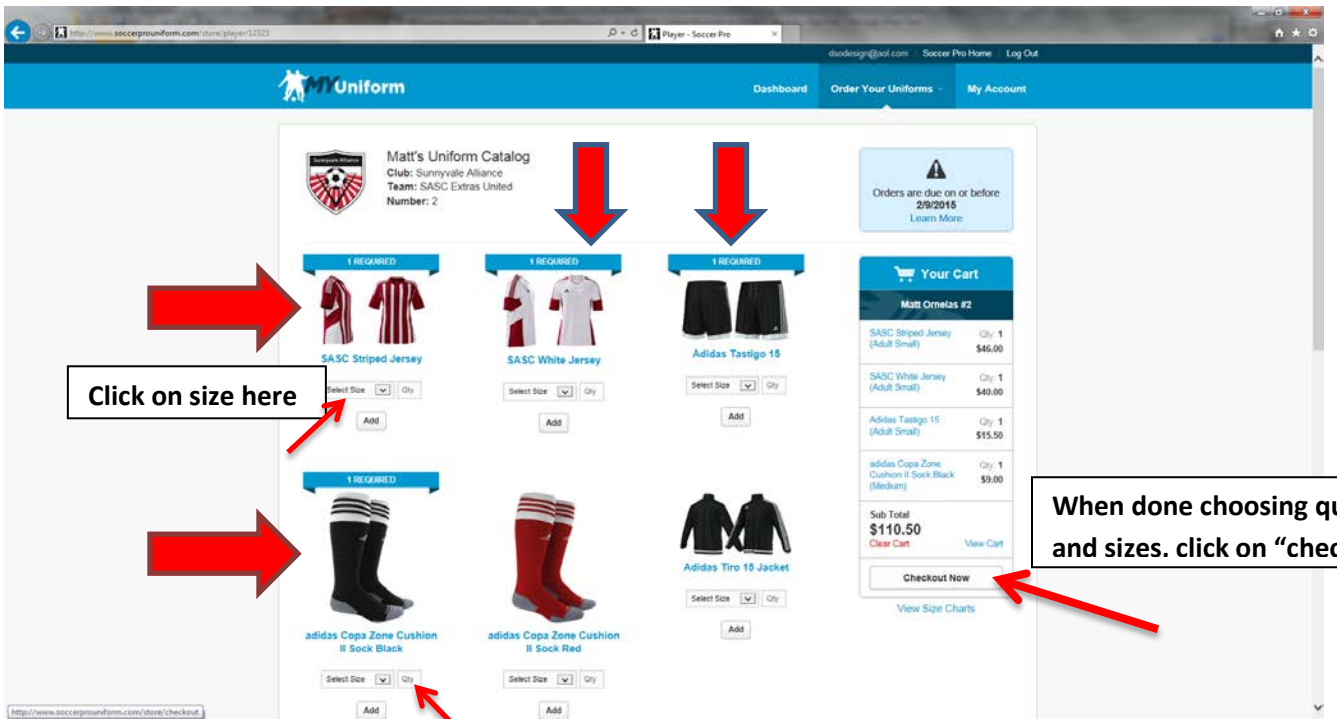 http://www.soccerprouniform.com/store/player/12323
Player - Soccer Pro
dsodesign@aol.com Soccer Pro Home Log Out
MYUniform
Dashboard Order Your Uniforms My Account
Sunnyvale Alliance
Matt's Uniform Catalog
Club: Sunnyvale Alliance
Team: SASC Extras United
Number: 2
Orders are due on or before
2/9/2015
Learn More
1 REQUIRED 1 REQUIRED 1 REQUIRED
SASC Striped Jersey SASC White Jersey Adidas Tastigo 15
Select Size Qty Select Size Qty Select Size Qty
Add Add Add
Click on size here
1 REQUIRED
adidas Copa Zone Cushion
II Sock Black
adidas Copa Zone Cushion
II Sock Red
Adidas Tiro 15 Jacket
Select Size Qty
Add
Select Size Qty Select Size Qty
Add Add
Your Cart
Matt Ornelas #2
SASC Striped Jersey Qty: 1
(Adult Small) $46.00
SASC White Jersey Qty: 1
(Adult Small) $40.00
Adidas Tastigo 15 Qty: 1
(Adult Small) $15.50
adidas Copa Zone Qty: 1
Cushion II Sock Black $9.00
(Medium)
Sub Total
$110.50
Clear Cart View Cart
Checkout Now
View Size Charts
When done choosing qu
and sizes. click on “chec
http://www.soccerprouniform.com/store/checkout